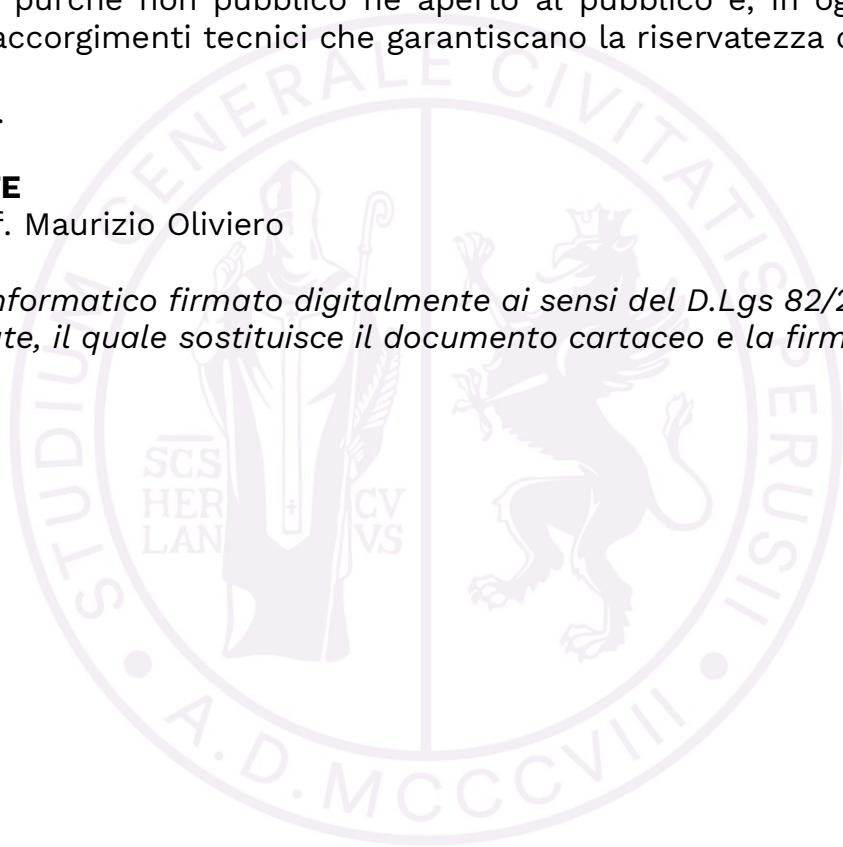 purché non pubblico né aperto al pubblico e, in og
accorgimenti tecnici che garantiscano la riservatezza
.
TE
f. Maurizio Oliviero
nformatico firmato digitalmente ai sensi del D.Lgs 82/2
te, il quale sostituisce il documento cartaceo e la firm
STUDIUM GENERALE CIVITATIS PERUSII
SCS
HER
LAN
CV
VS
A.D. MCCCVIII